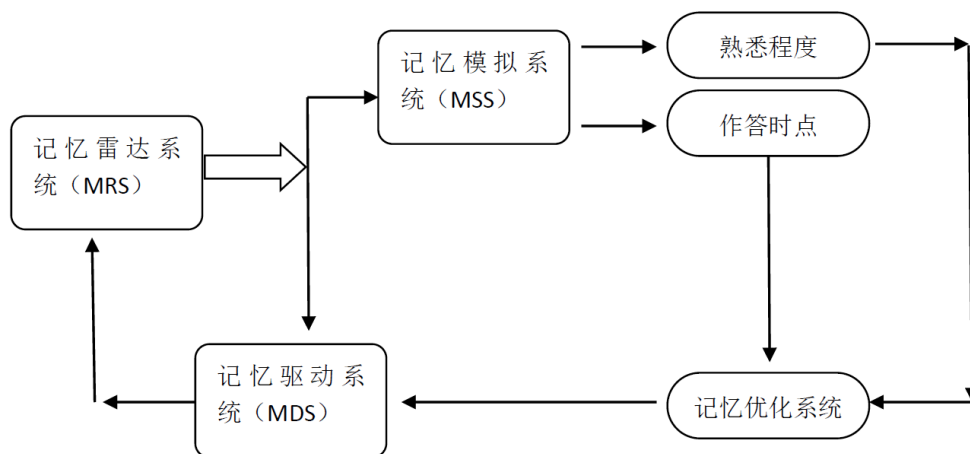 记忆模拟系
统（MSS）
熟悉程度
作答时点
记忆雷达系
统（MRS）
记忆驱动系
统（MDS）
记忆优化系统